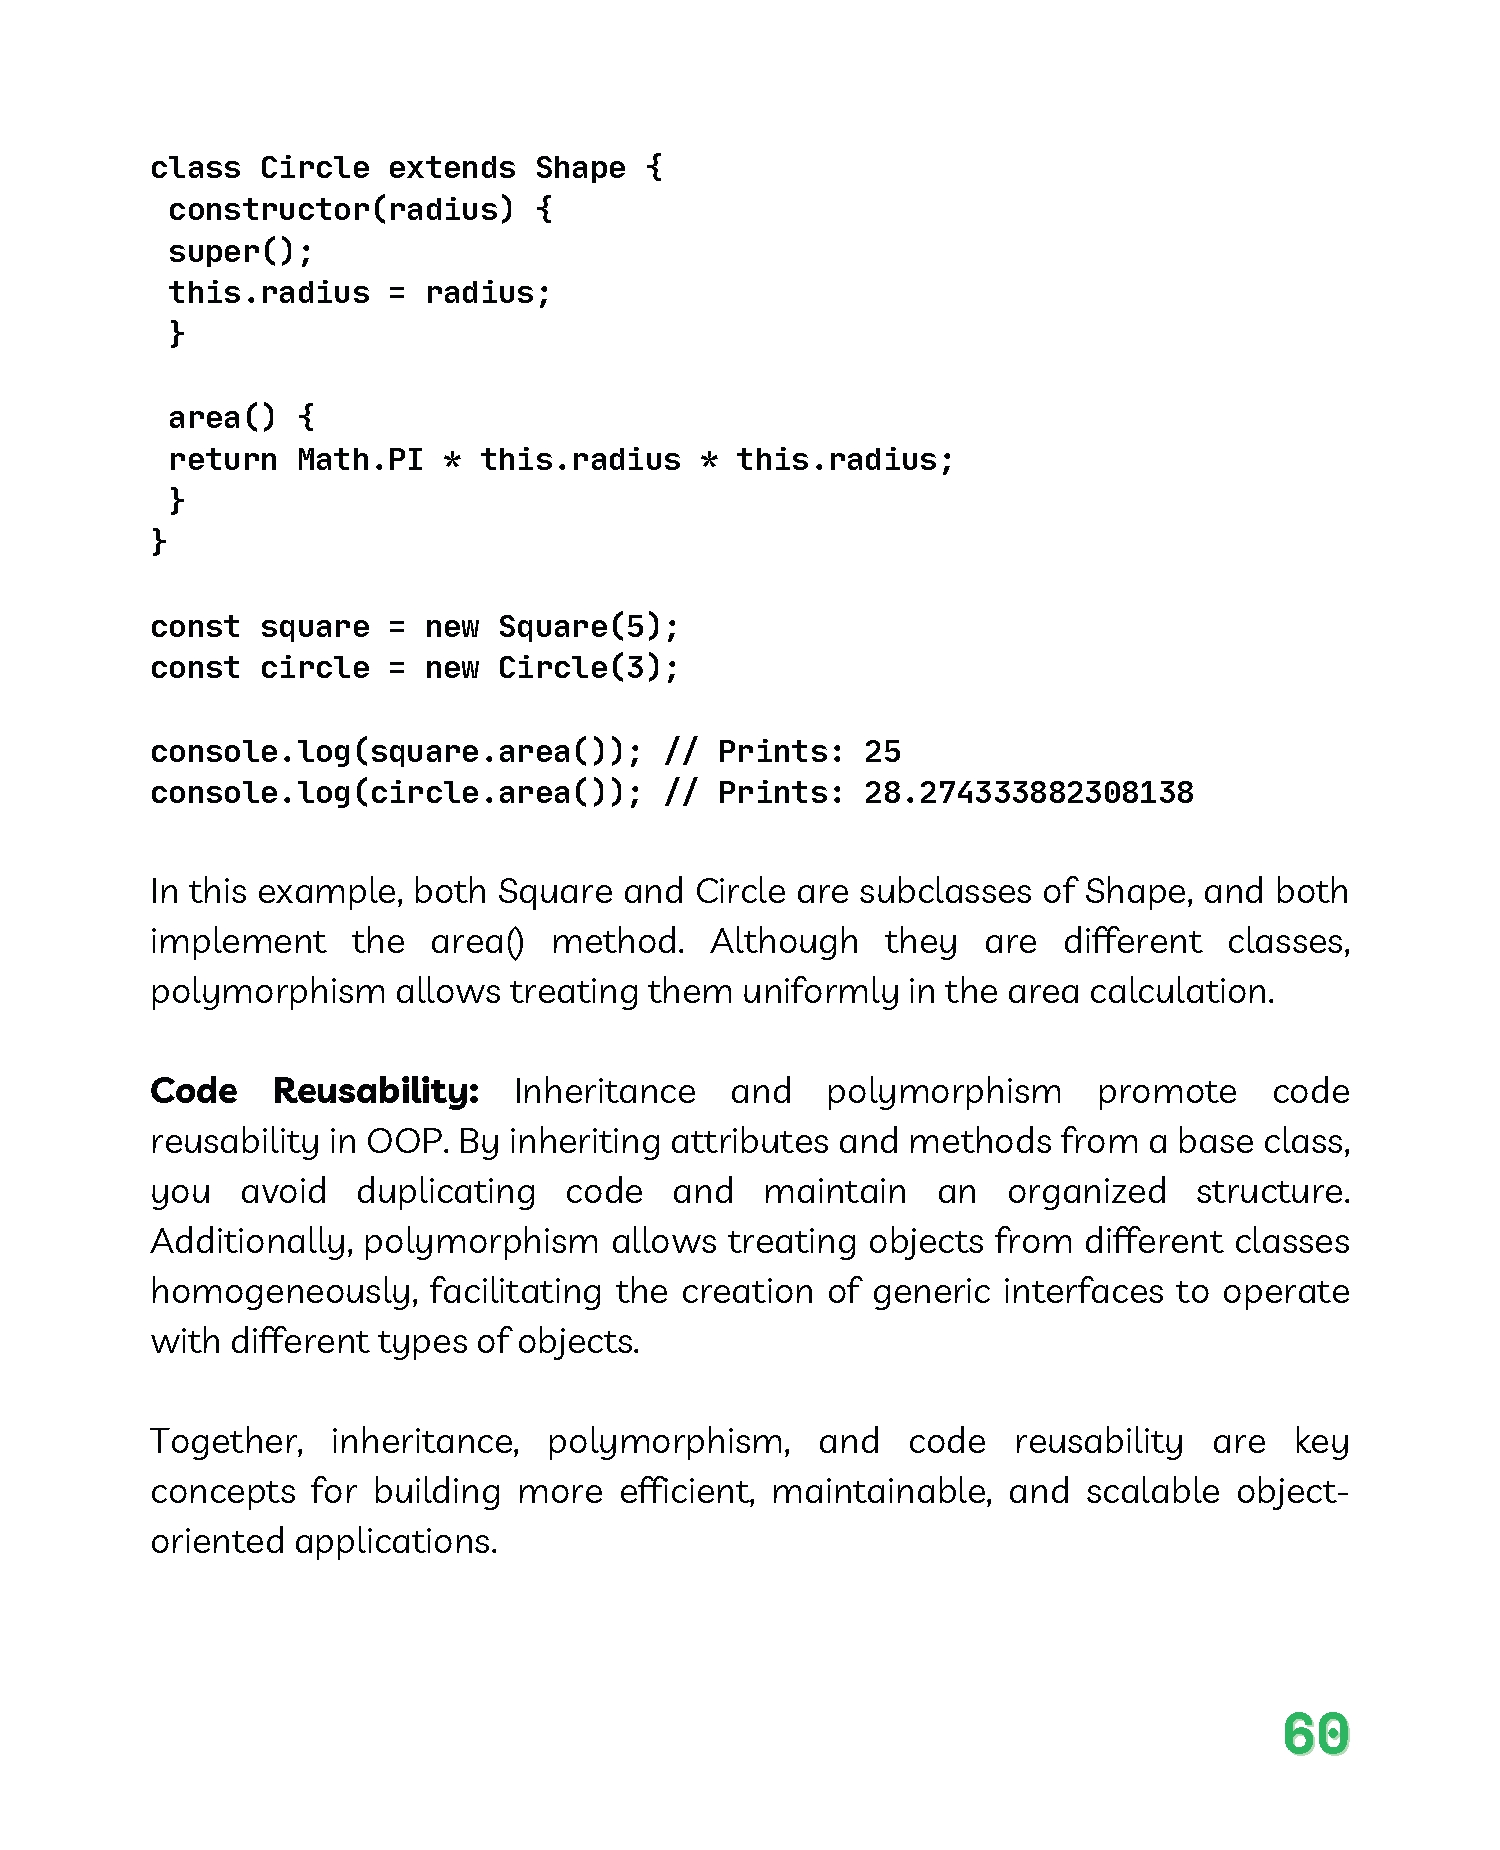 class Circle extends Shape {
constructor(radius) {
super();
this.radius = radius;
}
area() {
return Math.PI * this.radius * this.radius;
}
}
const square = new Square(5);
const circle = new Circle(3);
console.log(square.area()); // Prints: 25
console.log(circle.area()); // Prints: 28.274333882308138
In this example, both Square and Circle are subclasses of Shape, and both
implement the area() method. Although they are different classes,
polymorphism allows treating them uniformly in the area calculation.
Code Reusability: Inheritance and polymorphism promote code
reusability in OOP. By inheriting attributes and methods from a base class,
you avoid duplicating code and maintain an organized structure.
Additionally, polymorphism allows treating objects from different classes
homogeneously, facilitating the creation of generic interfaces to operate
with different types of objects.
Together, inheritance, polymorphism, and code reusability are key
concepts for building more efficient, maintainable, and scalable object-
oriented applications.
60